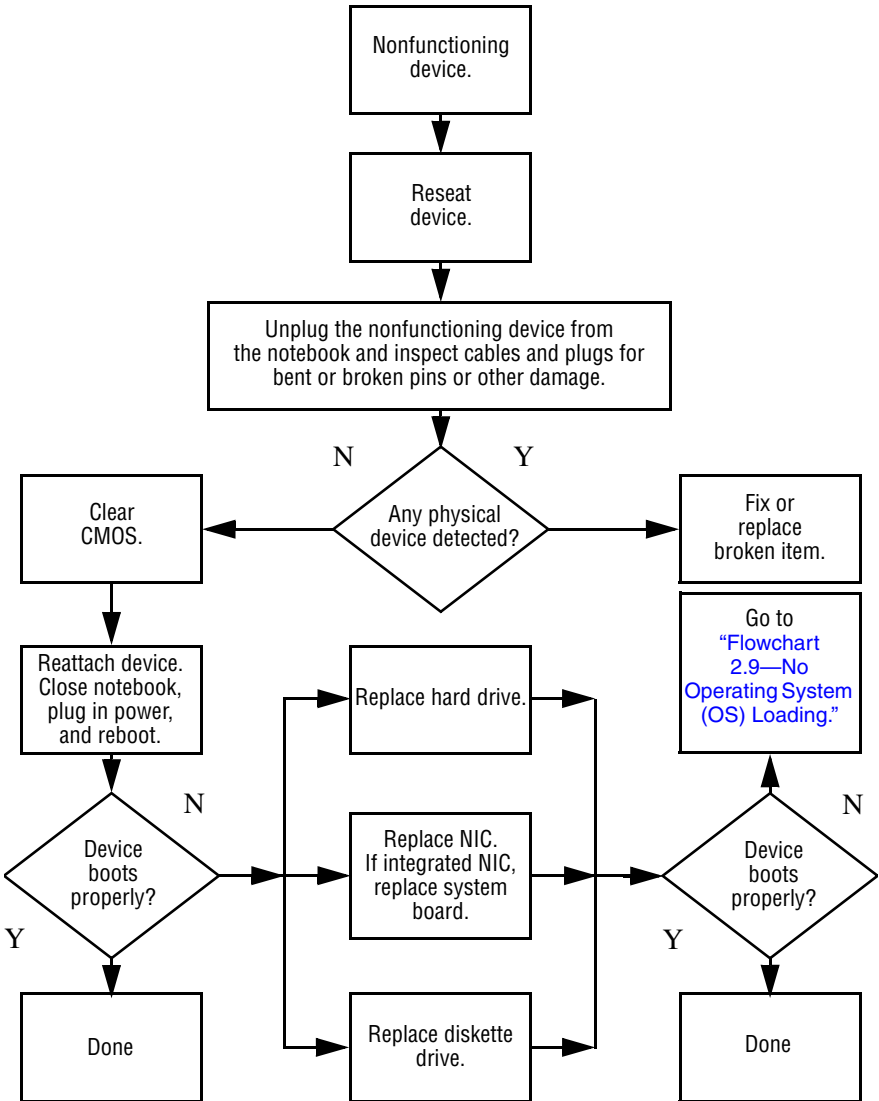 Nonfunctioning
device.
Reseat
device.
Unplug the nonfunctioning device from
the notebook and inspect cables and plugs for
bent or broken pins or other damage.
N
Y
Any physical
device detected?
Clear
CMOS.
Fix or
replace
broken item.
Reattach device.
Close notebook,
plug in power,
and reboot.
Go to
“Flowchart
2.9—No
Operating System
(OS) Loading.”
Replace hard drive.
Device
boots
properly?
N
Y
Replace NIC.
If integrated NIC,
replace system
board.
Device
boots
properly?
N
Y
Done
Replace diskette
drive.
Done